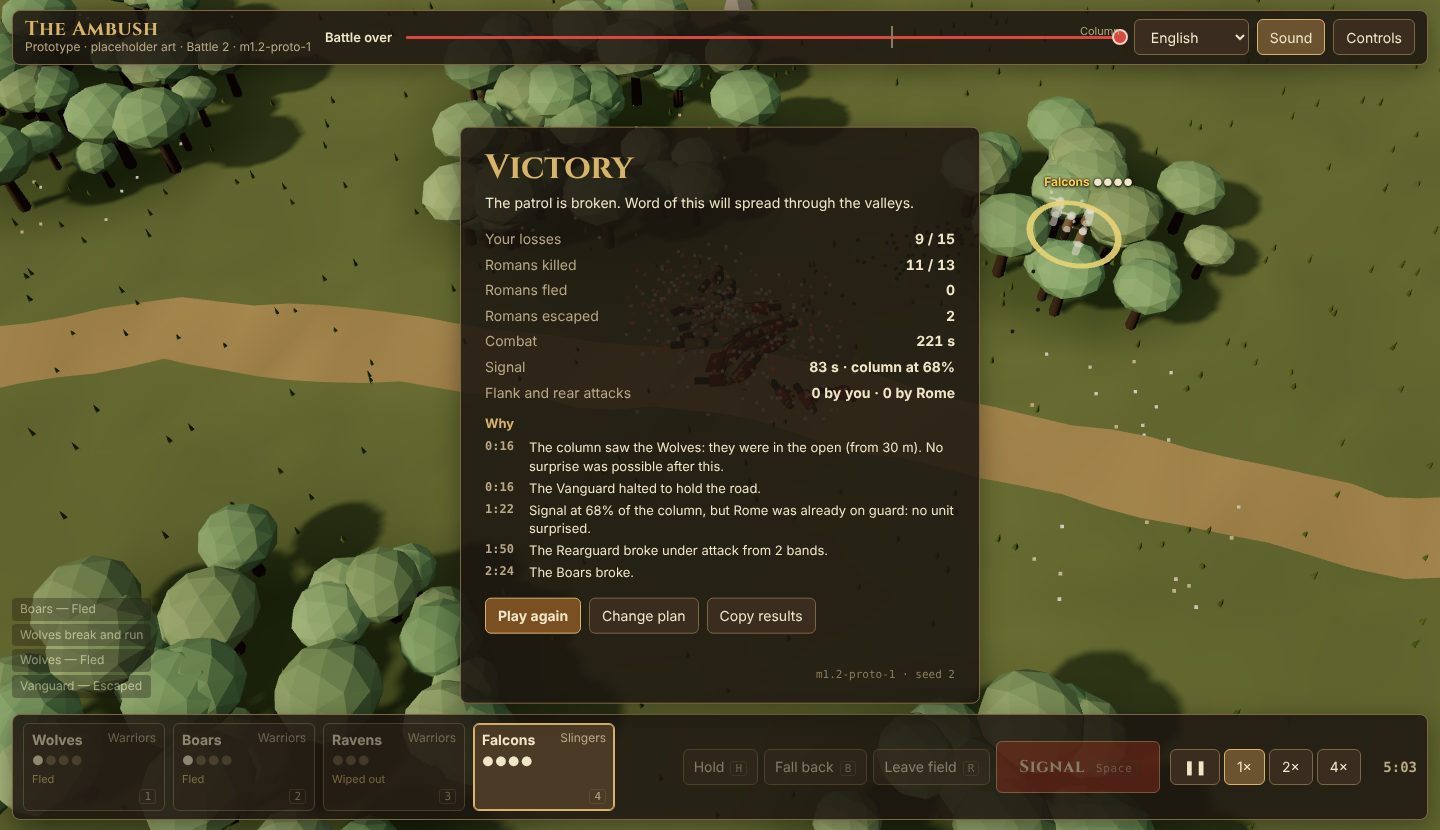 The Ambush
Prototype · placeholder art · Battle 2 · m1.2-proto-1
Battle over
Column
English
Sound
Controls
Falcons
Victory
The patrol is broken. Word of this will spread through the valleys.
Your losses 9 / 15
Romans killed 11 / 13
Romans fled 0
Romans escaped 2
Combat 221 s
Signal 83 s · column at 68%
Flank and rear attacks 0 by you · 0 by Rome
Why
0:16 The column saw the Wolves: they were in the open (from 30 m). No
surprise was possible after this.
0:16 The Vanguard halted to hold the road.
1:22 Signal at 68% of the column, but Rome was already on guard: no unit
surprised.
1:50 The Rearguard broke under attack from 2 bands.
2:24 The Boars broke.
Play again
Change plan
Copy results
m1.2-proto-1 · seed 2
Boars — Fled
Wolves break and run
Wolves — Fled
Vanguard — Escaped
Wolves Warriors
Fled
1
Boars Warriors
Fled
2
Ravens Warriors
Wiped out
3
Falcons Slingers
4
Hold H
Fall back B
Leave field R
Signal Space
1×
2×
4×
5:03